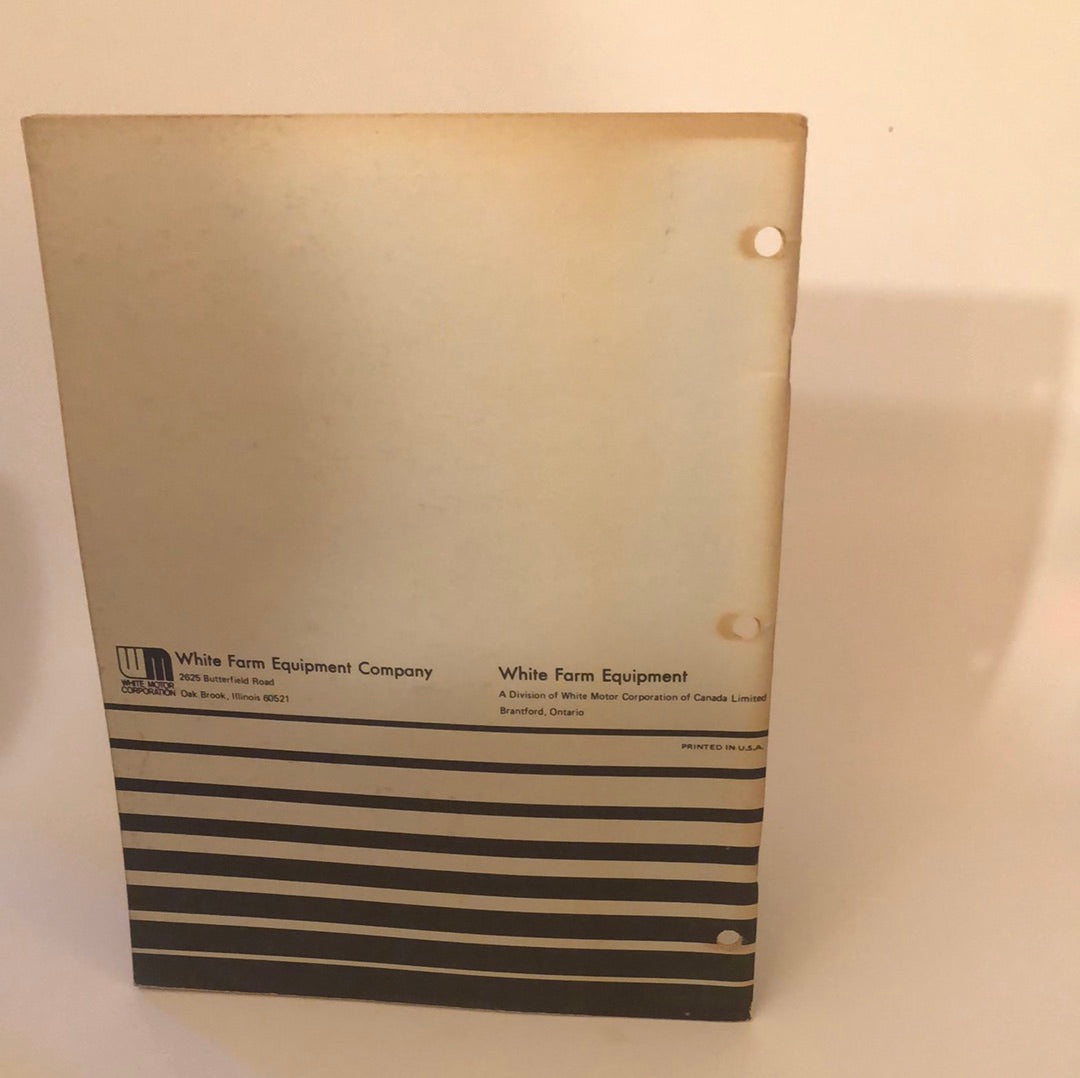 WM
WHITE MOTOR
CORPORATION
White Farm Equipment Company
2625 Butterfield Road
Oak Brook, Illinois 60521
White Farm Equipment
A Division of White Motor Corporation of Canada Limited
Brantford, Ontario
PRINTED IN U.S.A.